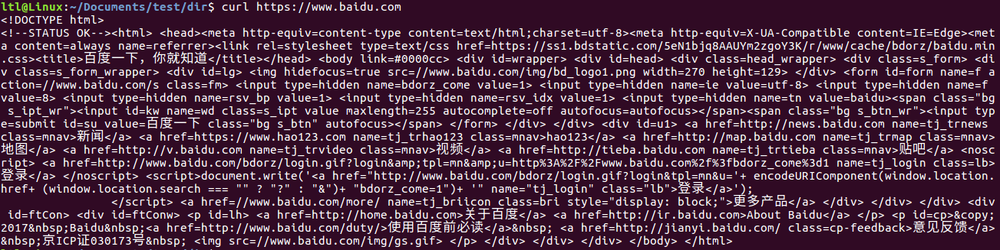 ltl@Linux:~/Documents/test/dir$ curl https://www.baidu.com
<!DOCTYPE html>
<!--STATUS OK--><html> <head><meta http-equiv=content-type content=text/html;charset=utf-8><meta http-equiv=X-UA-Compatible content=IE=Edge><met
a content=always name=referrer><link rel=stylesheet type=text/css href=https://ss1.bdstatic.com/5eN1bjq8AAUYm2zgoY3K/r/www/cache/bdorz/baidu.min
.css><title>百度一下，你就知道</title></head> <body link=#0000cc> <div id=wrapper> <div id=head> <div class=head_wrapper> <div class=s_form> <di
v class=s_form_wrapper> <div id=lg> <img hidefocus=true src=//www.baidu.com/img/bd_logo1.png width=270 height=129> </div> <form id=form name=f a
ction=//www.baidu.com/s class=fm> <input type=hidden name=bdorz_come value=1> <input type=hidden name=ie value=utf-8> <input type=hidden name=f 
value=8> <input type=hidden name=rsv_bp value=1> <input type=hidden name=rsv_idx value=1> <input type=hidden name=tn value=baidu><span class="bg
 s_ipt_wr"><input id=kw name=wd class=s_ipt value maxlength=255 autocomplete=off autofocus=autofocus></span><span class="bg s_btn_wr"><input typ
e=submit id=su value=百度一下 class="bg s_btn" autofocus></span> </form> </div> </div> <div id=u1> <a href=http://news.baidu.com name=tj_trnews 
class=mnav>新闻</a> <a href=https://www.hao123.com name=tj_trhao123 class=mnav>hao123</a> <a href=http://map.baidu.com name=tj_trmap class=mnav>
地图</a> <a href=http://v.baidu.com name=tj_trvideo class=mnav>视频</a> <a href=http://tieba.baidu.com name=tj_trtieba class=mnav>贴吧</a> <nosc
ript> <a href=http://www.baidu.com/bdorz/login.gif?login&amp;tpl=mn&amp;u=http%3A%2F%2Fwww.baidu.com%2f%3fbdorz_come%3d1 name=tj_login class=lb>
登录</a> </noscript> <script>document.write('<a href="http://www.baidu.com/bdorz/login.gif?login&tpl=mn&u='+ encodeURIComponent(window.location.
href+ (window.location.search === "" ? "?" : "&")+ "bdorz_come=1")+ '" name="tj_login" class="lb">登录</a>');
</script> <a href=//www.baidu.com/more/ name=tj_briicon class=bri style="display: block;">更多产品</a> </div> </div> </div> <div
 id=ftCon> <div id=ftConw> <p id=lh> <a href=http://home.baidu.com>关于百度</a> <a href=http://ir.baidu.com>About Baidu</a> </p> <p id=cp>&copy;
2017&nbsp;Baidu&nbsp;<a href=http://www.baidu.com/duty/>使用百度前必读</a>&nbsp; <a href=http://jianyi.baidu.com/ class=cp-feedback>意见反馈</a>
&nbsp;京ICP证030173号&nbsp; <img src=//www.baidu.com/img/gs.gif> </p> </div> </div> </div> </body> </html>